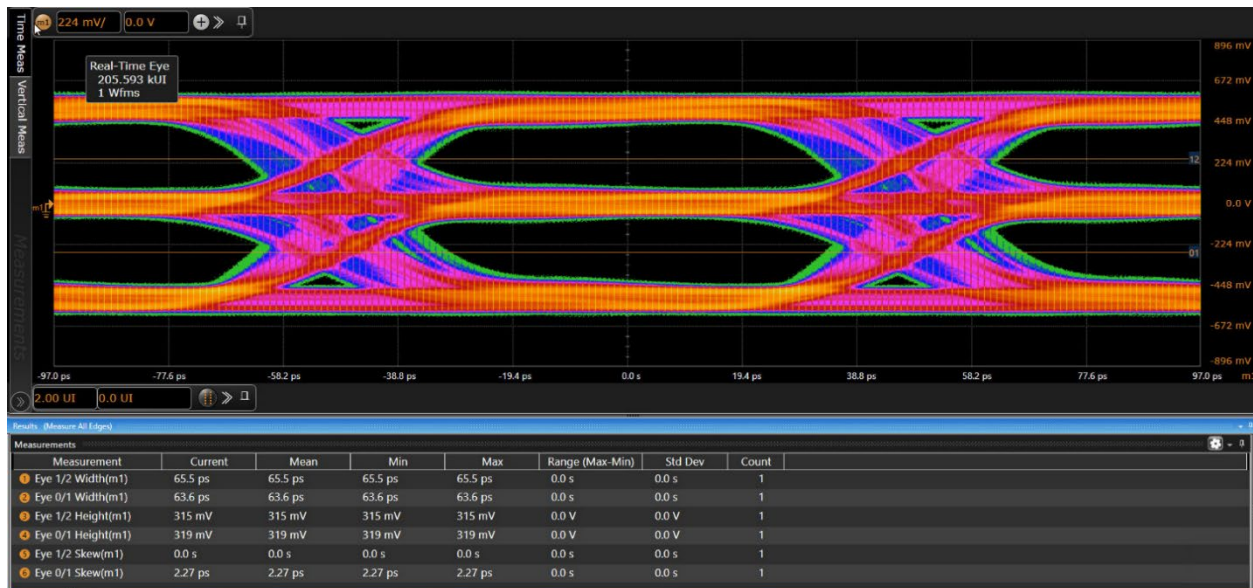 Time Meas
Vertical Meas
Measurements
m1 224 mV/ 0.0 V
Real-Time Eye
205.593 kUI
1 Wfms
896 mV
672 mV
448 mV
12
224 mV
m1
0.0 V
-224 mV
01
-448 mV
-672 mV
-896 mV
-97.0 ps -77.6 ps -58.2 ps -38.8 ps -19.4 ps 0.0 s 19.4 ps 38.8 ps 58.2 ps 77.6 ps 97.0 ps m1
2.00 UI 0.0 UI
Results (Measure All Edges)
Measurements
Measurement Current Mean Min Max Range (Max-Min) Std Dev Count
1 Eye 1/2 Width(m1) 65.5 ps 65.5 ps 65.5 ps 65.5 ps 0.0 s 0.0 s 1
2 Eye 0/1 Width(m1) 63.6 ps 63.6 ps 63.6 ps 63.6 ps 0.0 s 0.0 s 1
3 Eye 1/2 Height(m1) 315 mV 315 mV 315 mV 315 mV 0.0 V 0.0 V 1
4 Eye 0/1 Height(m1) 319 mV 319 mV 319 mV 319 mV 0.0 V 0.0 V 1
5 Eye 1/2 Skew(m1) 0.0 s 0.0 s 0.0 s 0.0 s 0.0 s 0.0 s 1
6 Eye 0/1 Skew(m1) 2.27 ps 2.27 ps 2.27 ps 2.27 ps 0.0 s 0.0 s 1